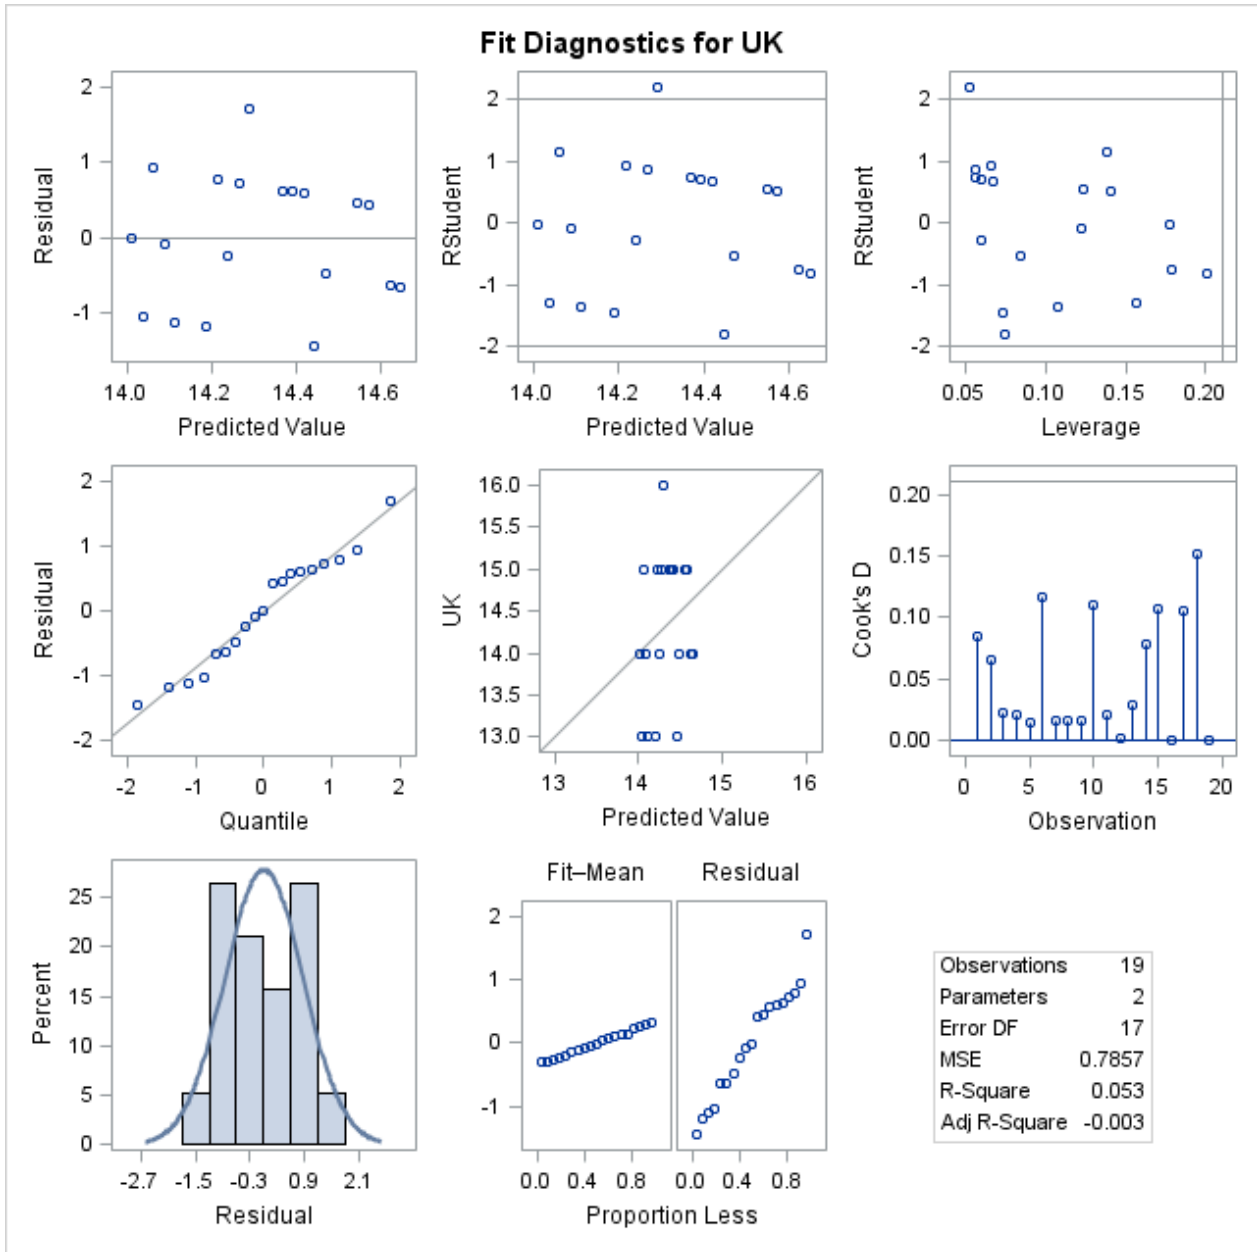 Fit Diagnostics for UK
2
1
0
-1
Residual
14.0 14.2 14.4 14.6
Predicted Value
2
1
0
-1
-2
RStudent
14.0 14.2 14.4 14.6
Predicted Value
2
1
0
-1
-2
RStudent
0.05 0.10 0.15 0.20
Leverage
2
1
0
-1
-2
Residual
-2 -1 0 1 2
Quantile
16.0
15.5
15.0
14.5
14.0
13.5
13.0
UK
13 14 15 16
Predicted Value
0.20
0.15
0.10
0.05
0.00
Cook's D
0 5 10 15 20
Observation
25
20
15
10
5
0
Percent
-2.7 -1.5 -0.3 0.9 2.1
Residual
Fit–Mean Residual
2
1
0
-1
0.0 0.4 0.8 0.0 0.4 0.8
Proportion Less
Observations 19
Parameters 2
Error DF 17
MSE 0.7857
R-Square 0.053
Adj R-Square -0.003